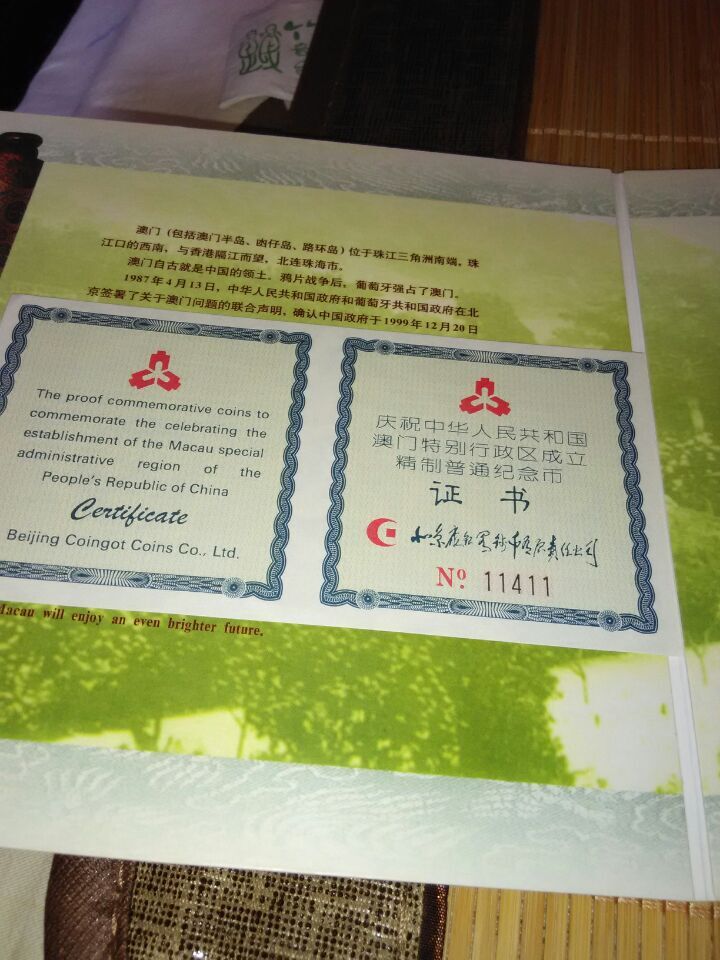 澳门（包括澳门半岛、凼仔岛、路环岛）位于珠江三角洲南端，珠
江口的西南，与香港隔江而望，北连珠海市。
澳门自古就是中国的领土。鸦片战争后，葡萄牙强占了澳门。
1987年4月13日，中华人民共和国政府和葡萄牙共和国政府在北
京签署了关于澳门问题的联合声明，确认中国政府于1999年12月20日
The proof commemorative coins to
commemorate the celebrating the
establishment of the Macau special
administrative region of the
People's Republic of China
Certificate
Beijing Coingot Coins Co., Ltd.
庆祝中华人民共和国
澳门特别行政区成立
精制普通纪念币
证书
No 11411
Macau will enjoy an even brighter future.